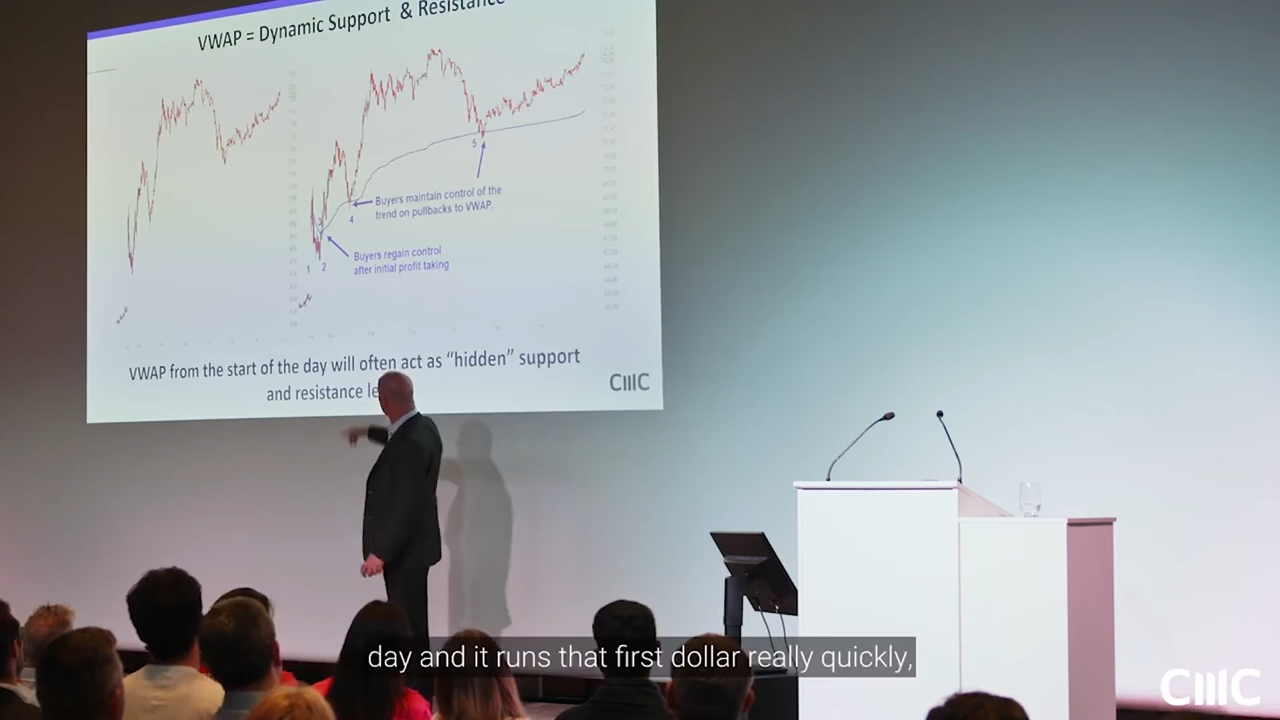 VWAP = Dynamic Support & Resistance
5
Buyers maintain control of the
trend on pullbacks to VWAP.
4
3
Buyers regain control
after initial profit taking
1 2
VWAP from the start of the day will often act as “hidden” support
and resistance le
CMC
day and it runs that first dollar really quickly,
CMC